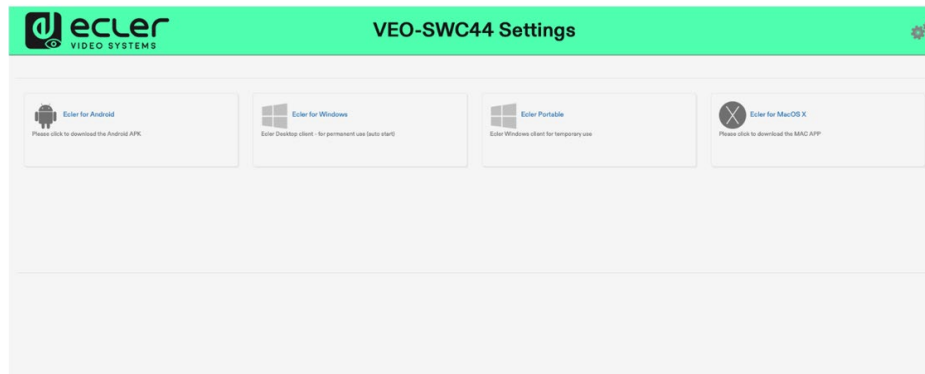 ecler
VIDEO SYSTEMS
VEO-SWC44 Settings
Ecler for Android
Please click to download the Android APK
Ecler for Windows
Ecler Desktop client - for permanent use (auto start)
Ecler Portable
Ecler Windows client for temporary use
Ecler for MacOS X
Please click to download the MAC APP